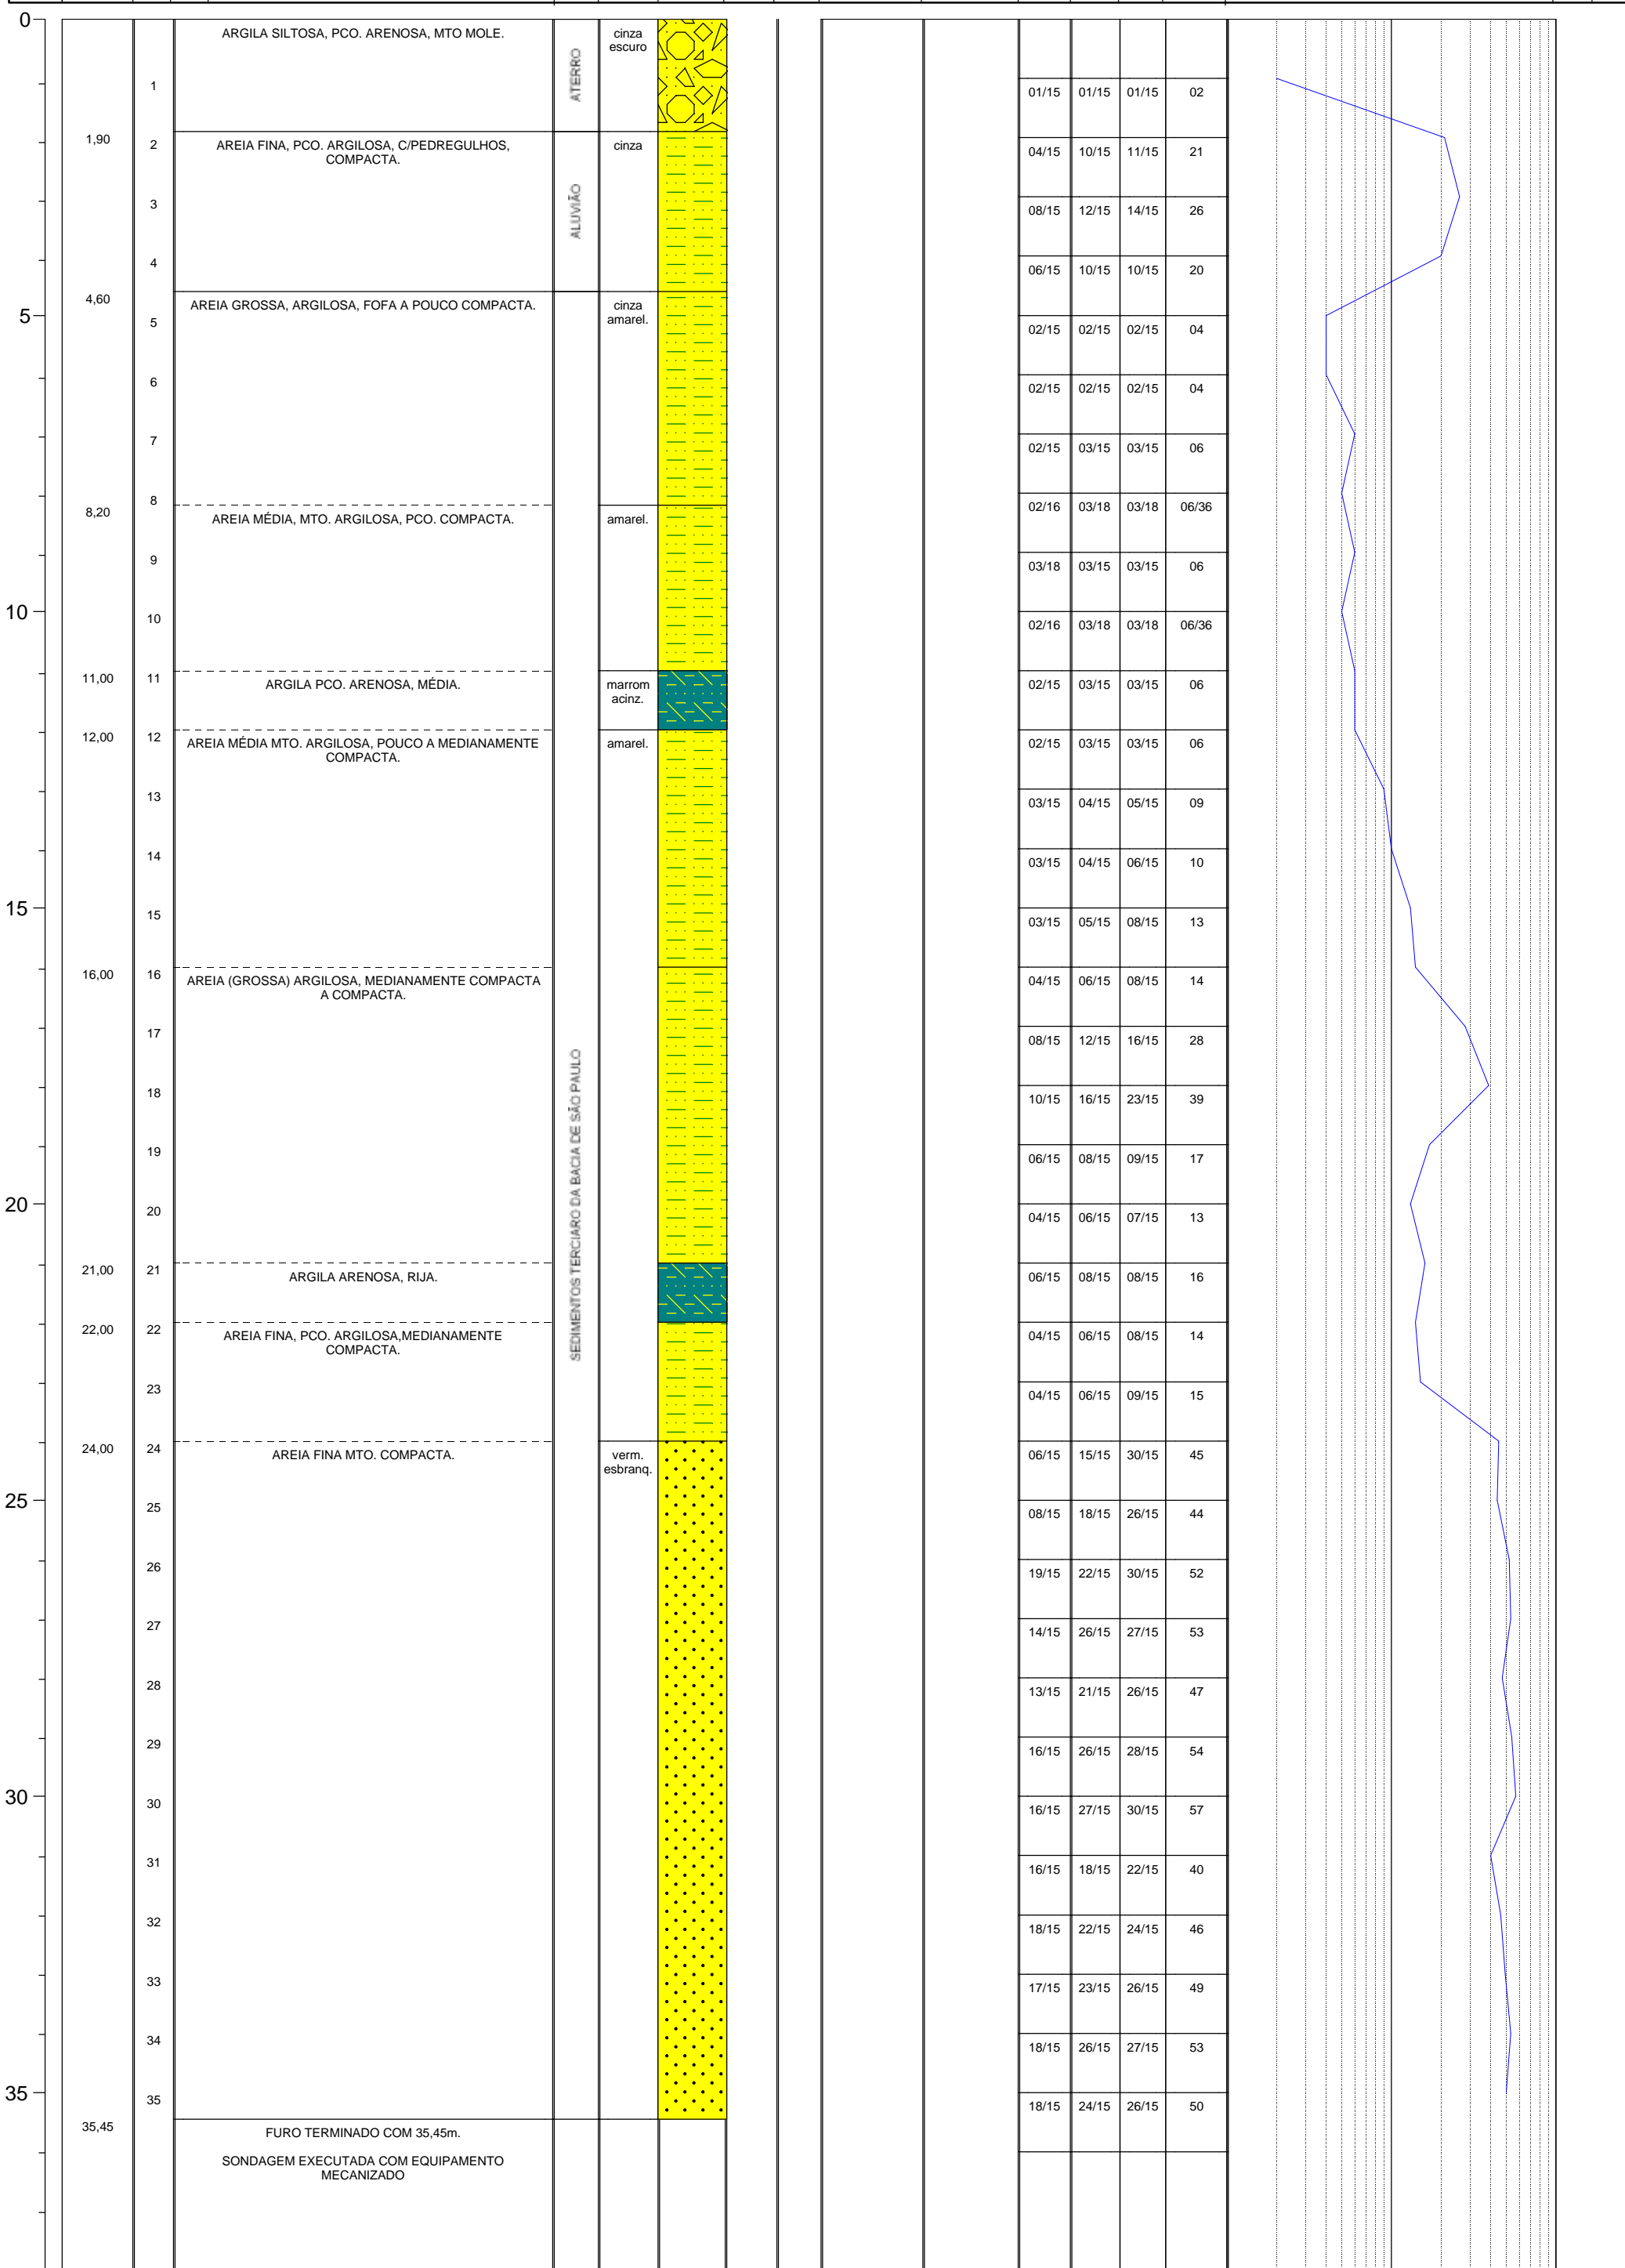 0
ARGILA SILTOSA, PCO. ARENOSA, MTO MOLE.
ATERRO
cinza
escuro
1
01/15 01/15 01/15 02
1,90
2
AREIA FINA, PCO. ARGILOSA, C/PEDREGULHOS,
COMPACTA.
ALUVIÃO
cinza
04/15 10/15 11/15 21
3
08/15 12/15 14/15 26
4
06/15 10/15 10/15 20
4,60
AREIA GROSSA, ARGILOSA, FOFA A POUCO COMPACTA.
cinza
amarel.
5
5
02/15 02/15 02/15 04
6
02/15 02/15 02/15 04
7
02/15 03/15 03/15 06
8
02/16 03/18 03/18 06/36
8,20
AREIA MÉDIA, MTO. ARGILOSA, PCO. COMPACTA.
amarel.
9
03/18 03/15 03/15 06
10
10
02/16 03/18 03/18 06/36
11,00
11
ARGILA PCO. ARENOSA, MÉDIA.
marrom
acinz.
02/15 03/15 03/15 06
12,00
12
AREIA MÉDIA MTO. ARGILOSA, POUCO A MEDIANAMENTE
COMPACTA.
amarel.
02/15 03/15 03/15 06
13
03/15 04/15 05/15 09
14
03/15 04/15 06/15 10
15
15
03/15 05/15 08/15 13
16,00
16
AREIA (GROSSA) ARGILOSA, MEDIANAMENTE COMPACTA
A COMPACTA.
04/15 06/15 08/15 14
17
08/15 12/15 16/15 28
SEDIMENTOS TERCIARO DA BACIA DE SÃO PAULO
18
10/15 16/15 23/15 39
19
06/15 08/15 09/15 17
20
20
04/15 06/15 07/15 13
21,00
21
ARGILA ARENOSA, RIJA.
06/15 08/15 08/15 16
22,00
22
AREIA FINA, PCO. ARGILOSA,MEDIANAMENTE
COMPACTA.
04/15 06/15 08/15 14
23
04/15 06/15 09/15 15
24,00
24
AREIA FINA MTO. COMPACTA.
verm.
esbranq.
06/15 15/15 30/15 45
25
25
08/15 18/15 26/15 44
26
19/15 22/15 30/15 52
27
14/15 26/15 27/15 53
28
13/15 21/15 26/15 47
29
16/15 26/15 28/15 54
30
30
16/15 27/15 30/15 57
31
16/15 18/15 22/15 40
32
18/15 22/15 24/15 46
33
17/15 23/15 26/15 49
34
18/15 26/15 27/15 53
35
35
18/15 24/15 26/15 50
35,45
FURO TERMINADO COM 35,45m.
SONDAGEM EXECUTADA COM EQUIPAMENTO
MECANIZADO